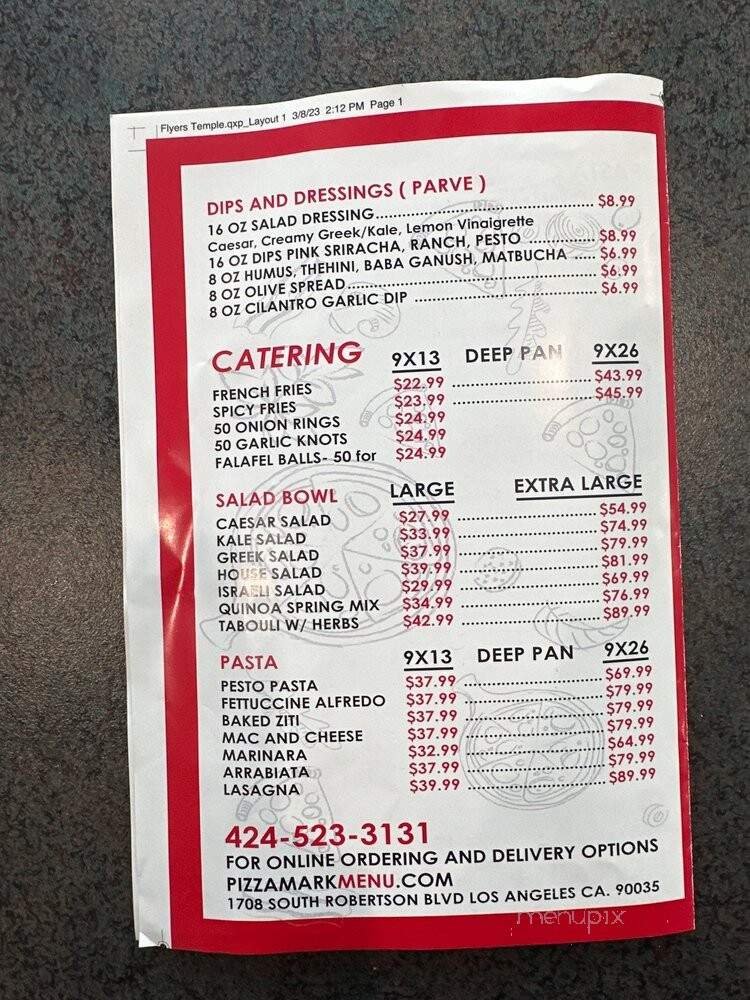 Flyers Temple.qxp_Layout 1 3/8/23 2:12 PM Page 1
DIPS AND DRESSINGS ( PARVE )
16 OZ SALAD DRESSING........................................ $8.99
Caesar, Creamy Greek/Kale, Lemon Vinaigrette
16 OZ DIPS PINK SRIRACHA, RANCH, PESTO ............ $8.99
8 OZ HUMUS, THEHINI, BABA GANUSH, MATBUCHA ..... $6.99
8 OZ OLIVE SPREAD............................................. $6.99
8 OZ CILANTRO GARLIC DIP ................................. $6.99
CATERING 9X13 DEEP PAN 9X26
FRENCH FRIES $22.99 ......................... $43.99
SPICY FRIES $23.99 ......................... $45.99
50 ONION RINGS $24.99
50 GARLIC KNOTS $24.99
FALAFEL BALLS- 50 for $24.99
SALAD BOWL LARGE EXTRA LARGE
CAESAR SALAD $27.99 ......................... $54.99
KALE SALAD $33.99 ......................... $74.99
GREEK SALAD $37.99 ......................... $79.99
HOUSE SALAD $39.99 ......................... $81.99
ISRAELI SALAD $29.99 ......................... $69.99
QUINOA SPRING MIX $34.99 ......................... $76.99
TABOULI W/ HERBS $42.99 ......................... $89.99
PASTA 9X13 DEEP PAN 9X26
PESTO PASTA $37.99 ......................... $69.99
FETTUCCINE ALFREDO $37.99 ......................... $79.99
BAKED ZITI $37.99 ......................... $79.99
MAC AND CHEESE $37.99 ......................... $79.99
MARINARA $32.99 ......................... $64.99
ARRABIATA $37.99 ......................... $79.99
LASAGNA $39.99 ......................... $89.99
424-523-3131
FOR ONLINE ORDERING AND DELIVERY OPTIONS
PIZZAMARKMENU.COM
1708 SOUTH ROBERTSON BLVD LOS ANGELES CA. 90035
menupix